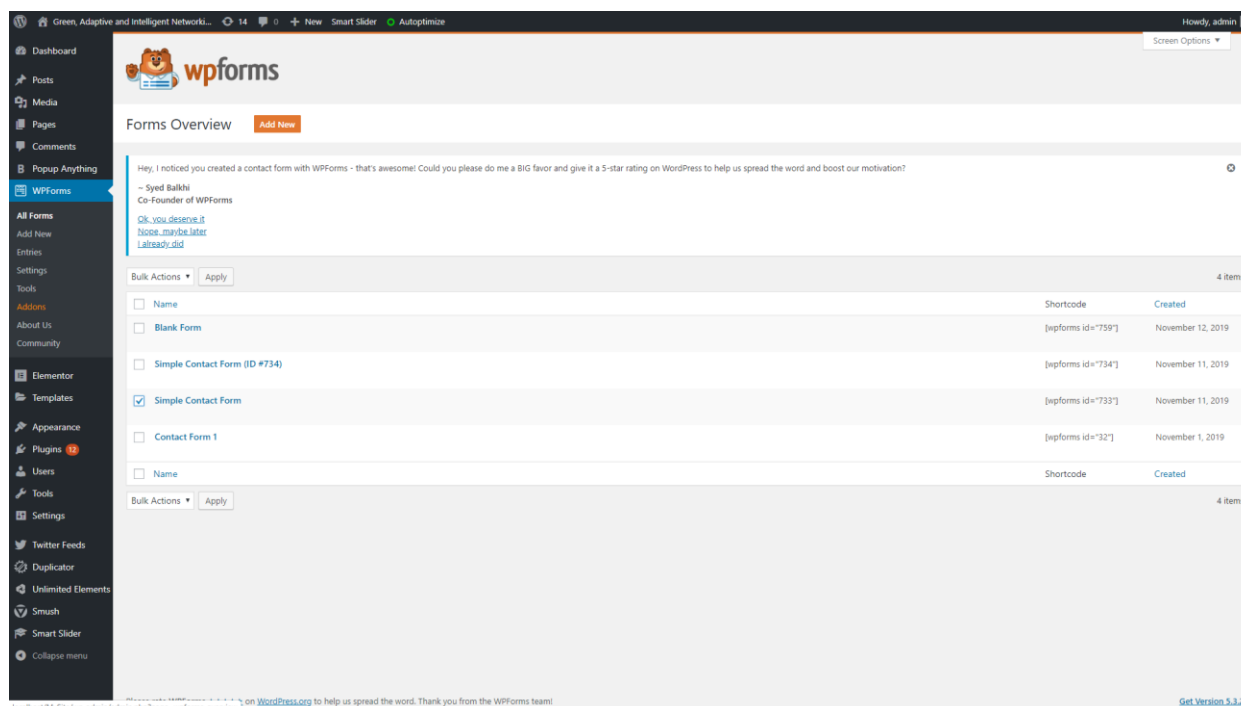 Green, Adaptive and Intelligent Networki... 14 0 + New Smart Slider Autoptimize Howdy, admin
Screen Options ▼
Dashboard
Posts
Media
Pages
Comments
B Popup Anything
WPForms
All Forms
Add New
Entries
Settings
Tools
Addons
About Us
Community
Elementor
Templates
Appearance
Plugins 12
Users
Tools
Settings
Twitter Feeds
Duplicator
Unlimited Elements
Smush
Smart Slider
Collapse menu
wpforms
Forms Overview Add New
Hey, I noticed you created a contact form with WPForms - that's awesome! Could you please do me a BIG favor and give it a 5-star rating on WordPress to help us spread the word and boost our motivation?
~ Syed Balkhi
Co-Founder of WPForms
Ok, you deserve it
Nope, maybe later
I already did
Bulk Actions ▼ Apply 4 item
Name Shortcode Created
Blank Form [wpforms id="759"] November 12, 2019
Simple Contact Form (ID #734) [wpforms id="734"] November 11, 2019
Simple Contact Form [wpforms id="733"] November 11, 2019
Contact Form 1 [wpforms id="32"] November 1, 2019
Name Shortcode Created
Bulk Actions ▼ Apply 4 item
on WordPress.org to help us spread the word. Thank you from the WPForms team! Get Version 5.3.